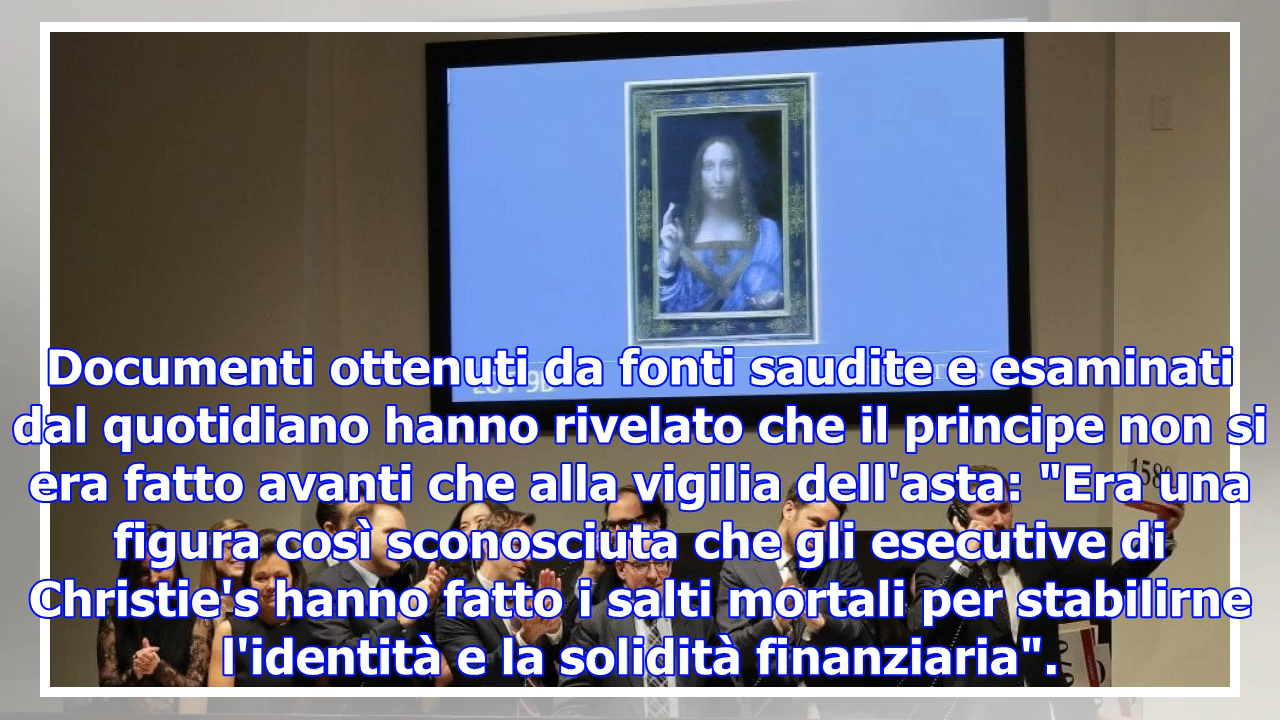 LOT 9B
Documenti ottenuti da fonti saudite e esaminati
dal quotidiano hanno rivelato che il principe non si
era fatto avanti che alla vigilia dell'asta: "Era una
figura così sconosciuta che gli esecutive di
Christie's hanno fatto i salti mortali per stabilirne
l'identità e la solidità finanziaria".